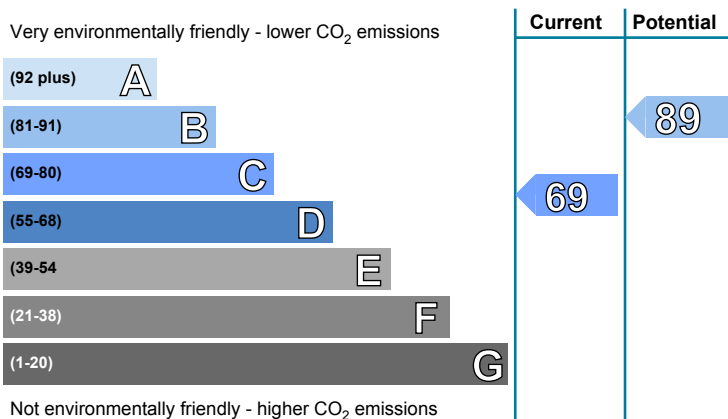 Current Potential
Very environmentally friendly - lower CO2 emissions
(92 plus) A
(81-91) B
89
(69-80) C
69
(55-68) D
(39-54 E
(21-38) F
(1-20) G
Not environmentally friendly - higher CO2 emissions